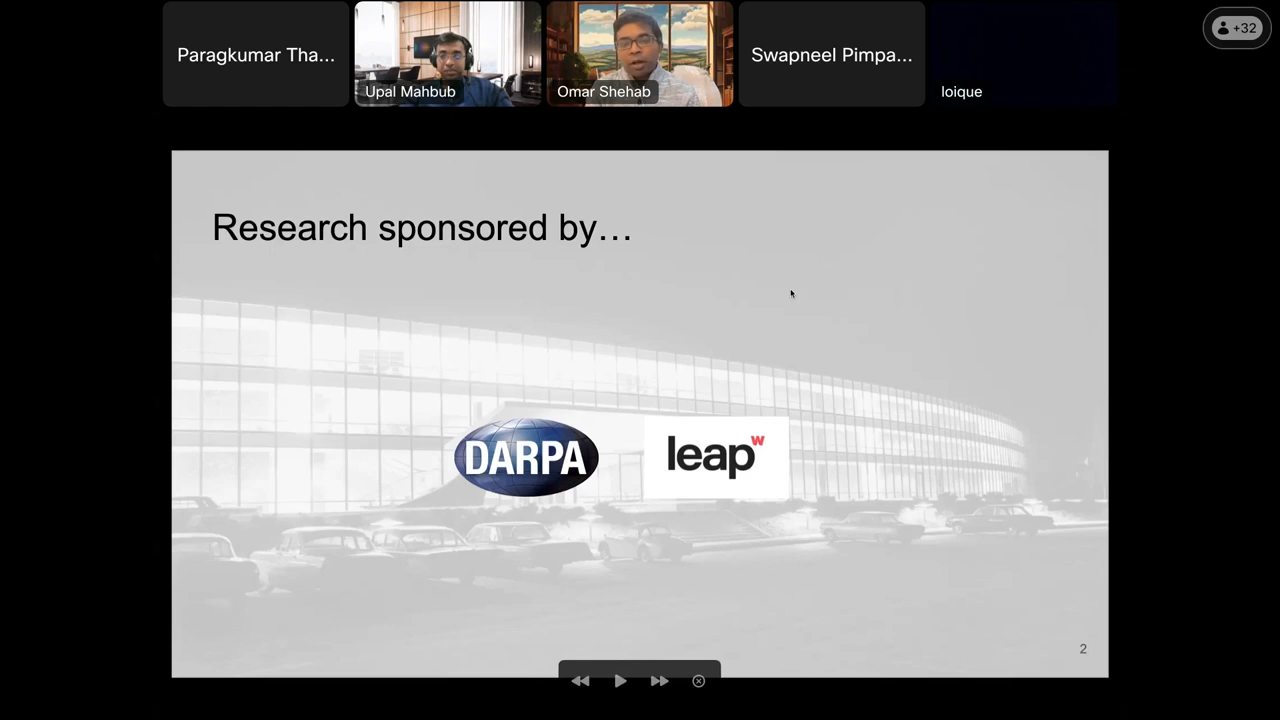 Paragkumar Tha...
Upal Mahbub
Omar Shehab
Swapneel Pimpa...
loique
+32
Research sponsored by…
DARPA
leap w
2